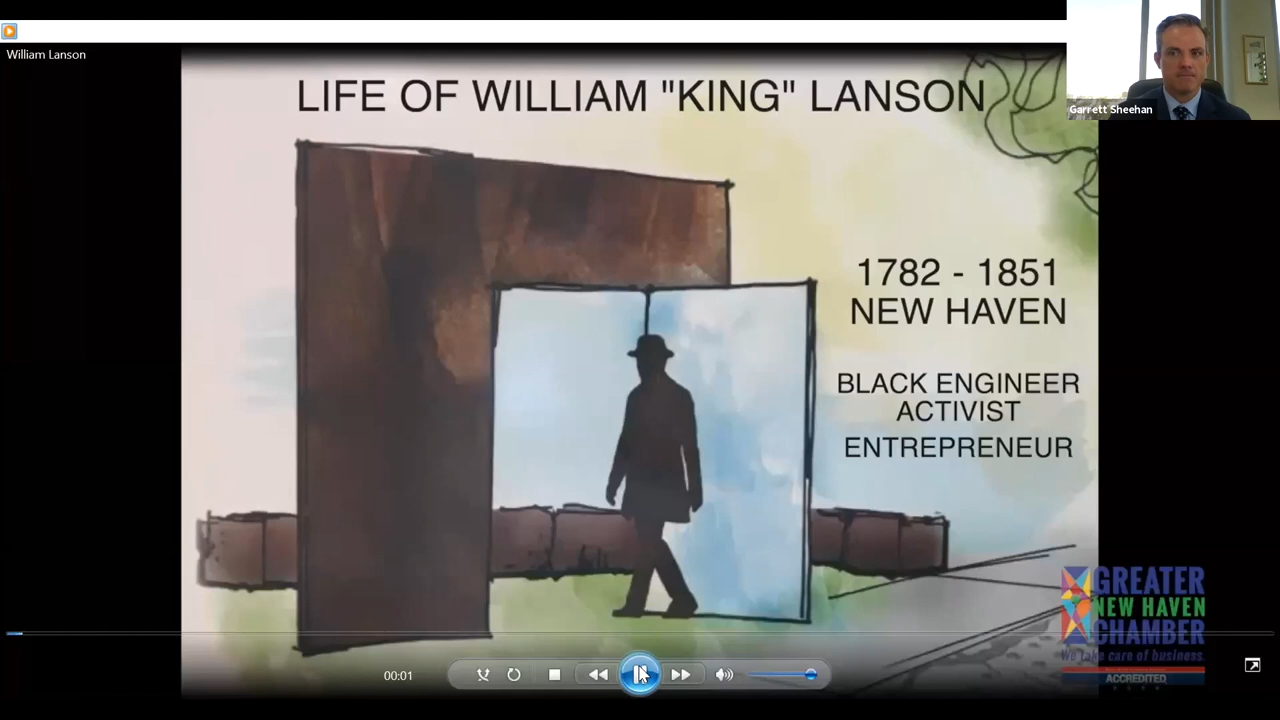 William Lanson
Garrett Sheehan
LIFE OF WILLIAM "KING" LANSON
1782 - 1851
NEW HAVEN
BLACK ENGINEER
ACTIVIST
ENTREPRENEUR
GREATER
NEW HAVEN
CHAMBER
We take care of business.
ACCREDITED
00:01